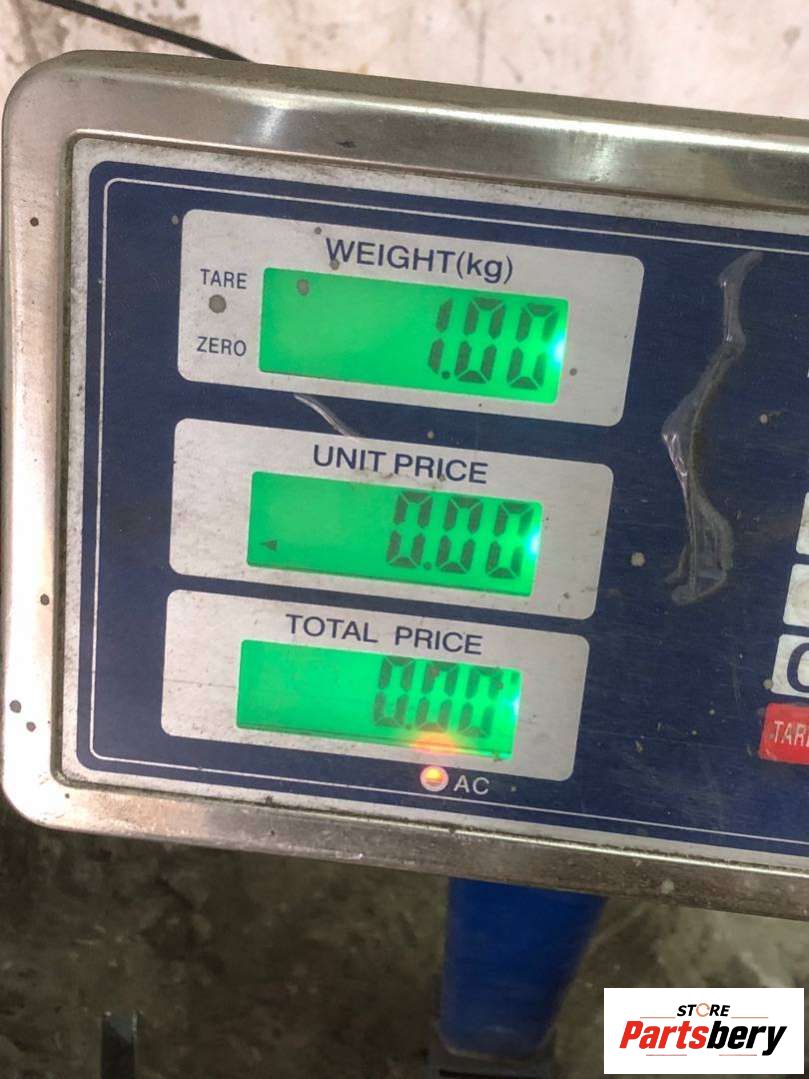 WEIGHT(kg)
TARE
1.00
ZERO
UNIT PRICE
0.00
TOTAL PRICE
0.00
AC
STORE
Partsbery